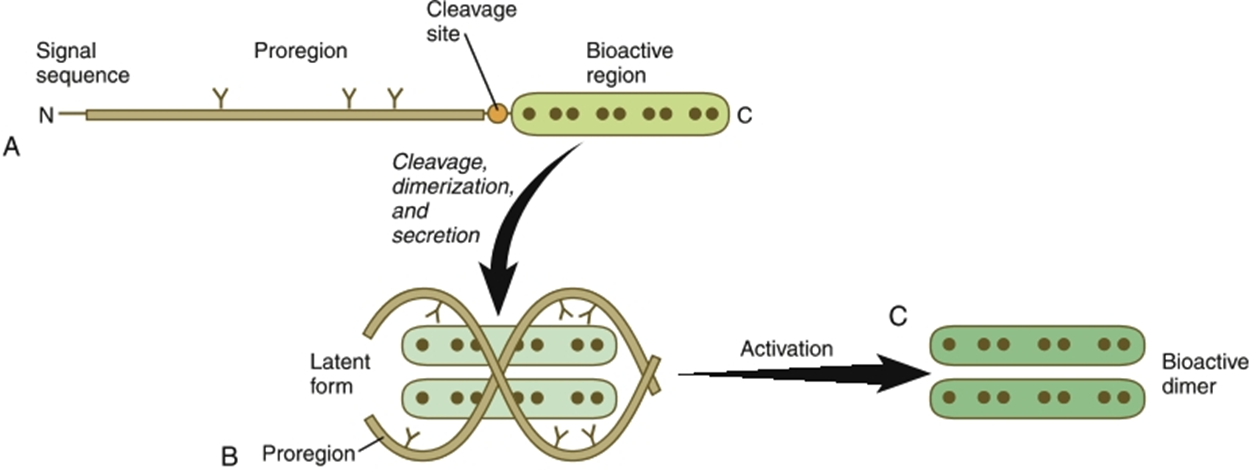 Cleavage
site
Signal
sequence
Proregion
Bioactive
region
N
C
A
Cleavage,
dimerization,
and
secretion
Latent
form
Proregion
B
Activation
C
Bioactive
dimer